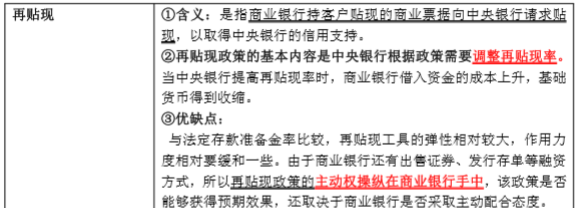 再贴现
①含义：是指商业银行持客户贴现的商业票据向中央银行请求贴
现，以取得中央银行的信用支持。
②再贴现政策的基本内容是中央银行根据政策需要调整再贴现率。
当中央银行提高再贴现率时，商业银行借入资金的成本上升，基础
货币得到收缩。
③优缺点：
与法定存款准备金率比较，再贴现工具的弹性相对较大，作用力
度相对要缓和一些。由于商业银行还有出售证券、发行存单等融资
方式，所以再贴现政策的主动权操纵在商业银行手中，该政策是否
能够获得预期效果，还取决于商业银行是否采取主动配合态度。